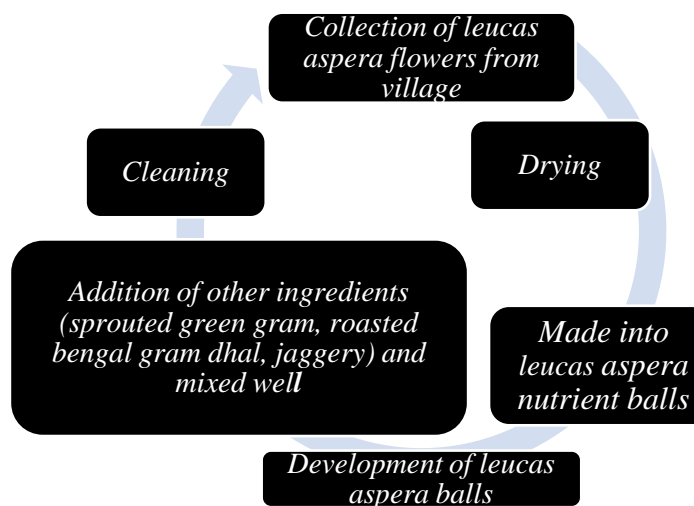 Collection of leucas
aspera flowers from
village
Cleaning
Drying
Addition of other ingredients
(sprouted green gram, roasted
bengal gram dhal, jaggery) and
mixed well
Made into
leucas aspera
nutrient balls
Development of leucas
aspera balls